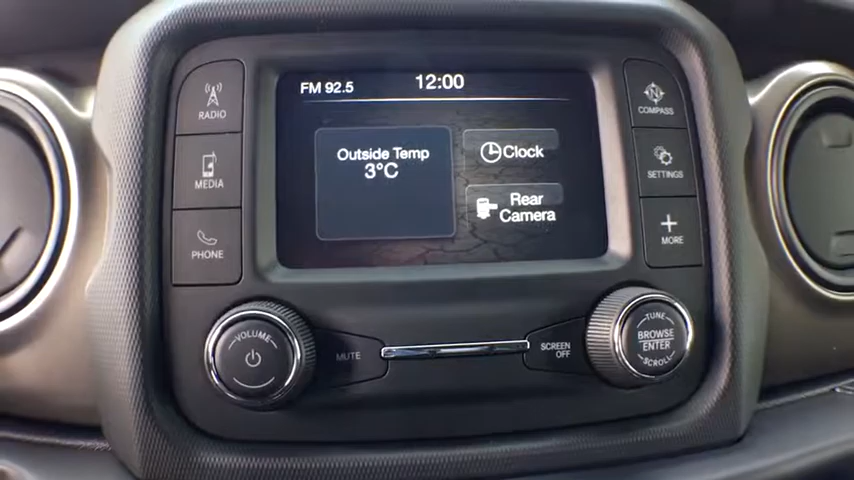 RADIO
MEDIA
PHONE
FM 92.5
12:00
Outside Temp
3°C
Clock
Rear
Camera
N
COMPASS
SETTINGS
MORE
VOLUME
MUTE
SCREEN
OFF
TUNE
BROWSE
ENTER
SCROLL